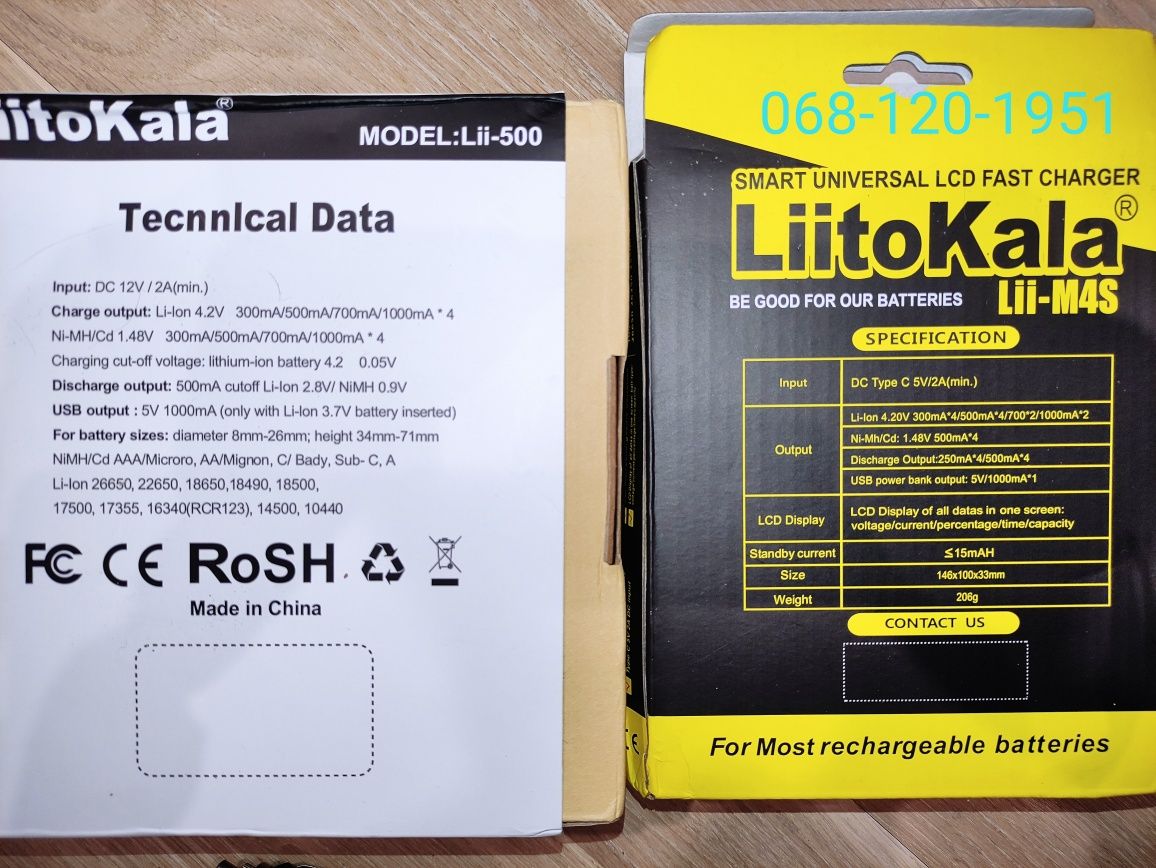 iitoKala®
MODEL:Lii-500
TecnnIcal Data
Input: DC 12V / 2A(min.)
Charge output: Li-Ion 4.2V 300mA/500mA/700mA/1000mA * 4
Ni-MH/Cd 1.48V 300mA/500mA/700mA/1000mA * 4
Charging cut-off voltage: lithium-ion battery 4.2 0.05V
Discharge output: 500mA cutoff Li-Ion 2.8V/ NiMH 0.9V
USB output : 5V 1000mA (only with Li-Ion 3.7V battery inserted)
For battery sizes: diameter 8mm-26mm; height 34mm-71mm
NiMH/Cd AAA/Microro, AA/Mignon, C/ Bady, Sub- C, A
Li-Ion 26650, 22650, 18650,18490, 18500,
17500, 17355, 16340(RCR123), 14500, 10440
FC CE RoSH
Made in China
068-120-1951
SMART UNIVERSAL LCD FAST CHARGER
LiitoKala®
BE GOOD FOR OUR BATTERIES
Lii-M4S
SPECIFICATION
Input DC Type C 5V/2A(min.)
Output Li-Ion 4.20V 300mA*4/500mA*4/700*2/1000mA*2
Ni-Mh/Cd: 1.48V 500mA*4
Discharge Output:250mA*4/500mA*4
USB power bank output: 5V/1000mA*1
LCD Display LCD Display of all datas in one screen:
voltage/current/percentage/time/capacity
Standby current ≤15mAH
Size 146x100x33mm
Weight 206g
CONTACT US
For Most rechargeable batteries